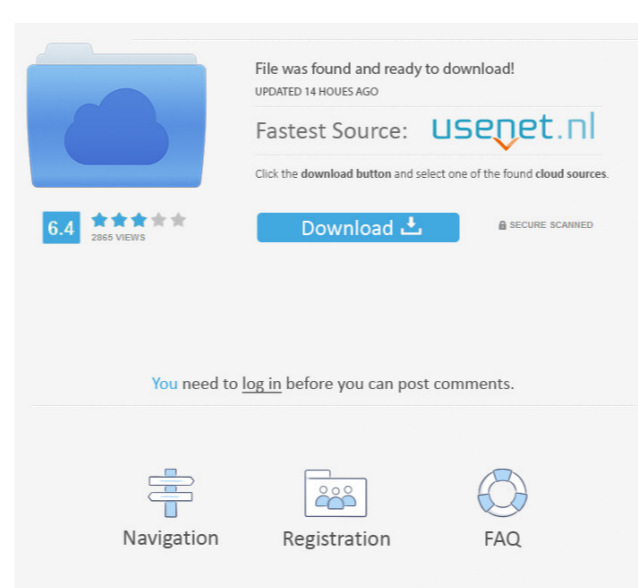 File was found and ready to download!
UPDATED 14 HOUES AGO
Fastest Source: usenet.nl
Click the download button and select one of the found cloud sources.
6.4
2865 VIEWS
Download
SECURE SCANNED
You need to log in before you can post comments.
Navigation
Registration
FAQ